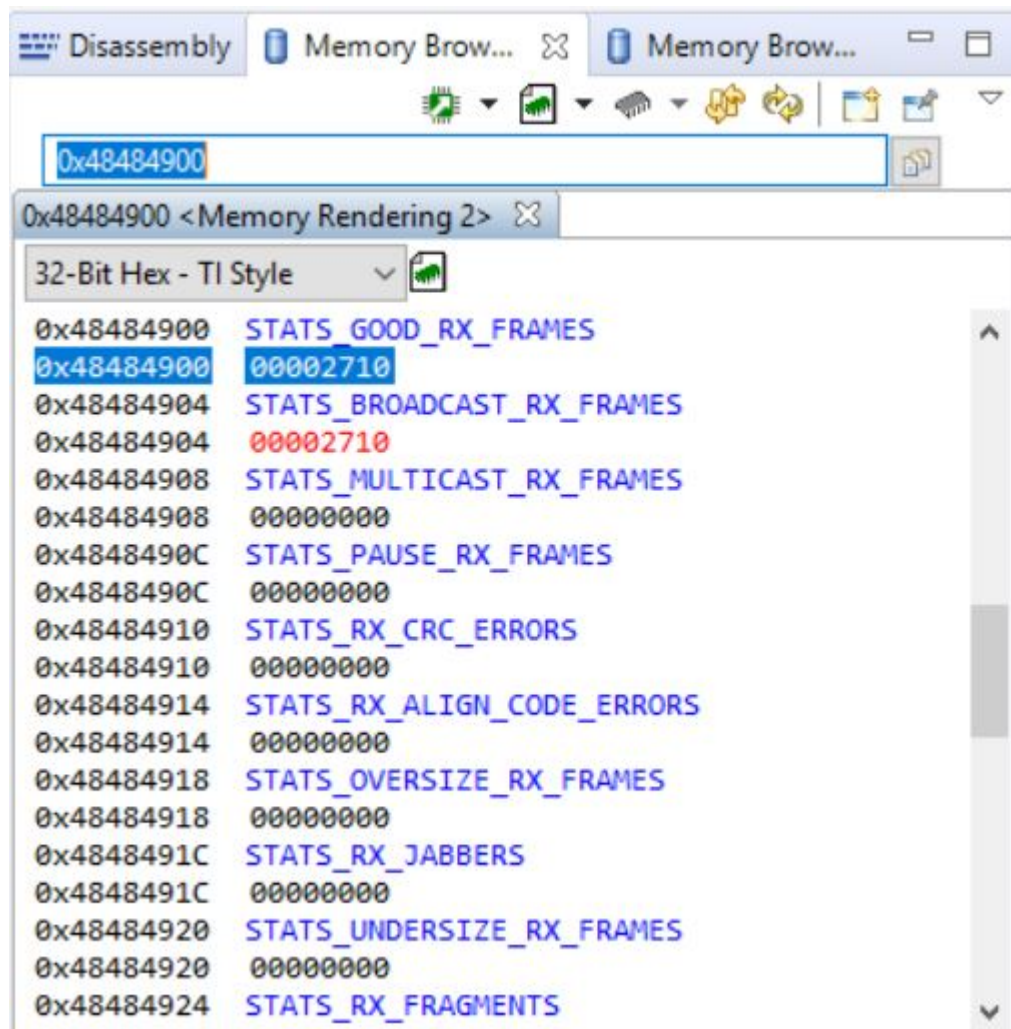 Disassembly Memory Brow... Memory Brow...
0x48484900
0x48484900 <Memory Rendering 2>
32-Bit Hex - TI Style
0x48484900 STATS_GOOD_RX_FRAMES
0x48484900 00002710
0x48484904 STATS_BROADCAST_RX_FRAMES
0x48484904 00002710
0x48484908 STATS_MULTICAST_RX_FRAMES
0x48484908 00000000
0x4848490C STATS_PAUSE_RX_FRAMES
0x4848490C 00000000
0x48484910 STATS_RX_CRC_ERRORS
0x48484910 00000000
0x48484914 STATS_RX_ALIGN_CODE_ERRORS
0x48484914 00000000
0x48484918 STATS_OVERSIZE_RX_FRAMES
0x48484918 00000000
0x4848491C STATS_RX_JABBERS
0x4848491C 00000000
0x48484920 STATS_UNDERSIZE_RX_FRAMES
0x48484920 00000000
0x48484924 STATS_RX_FRAGMENTS